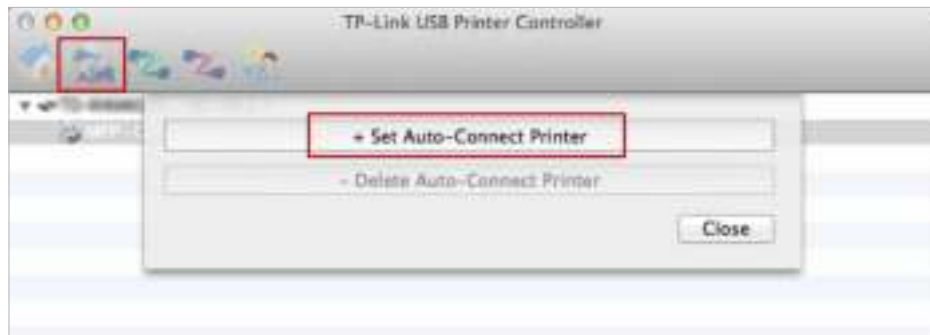 TP-Link USB Printer Controller
+ Set Auto-Connect Printer
- Delete Auto-Connect Printer
Close